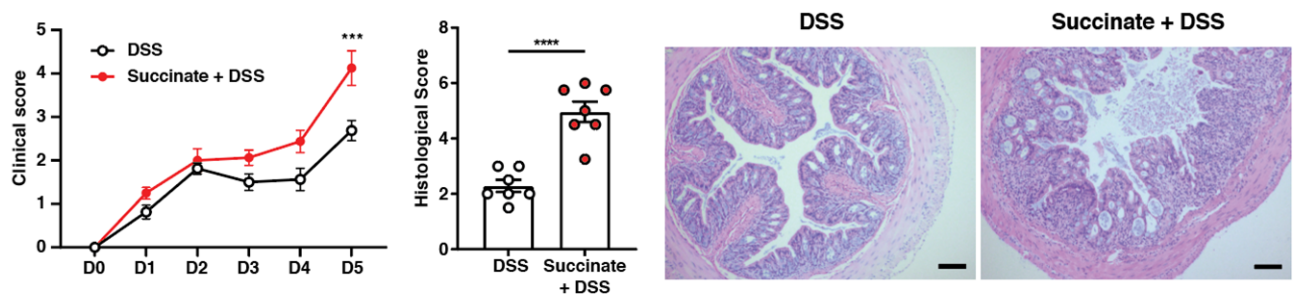 Clinical score
5
4
3
2
1
0
DSS
Succinate + DSS
***
D0 D1 D2 D3 D4 D5
Histological Score
8
6
4
2
0
****
DSS Succinate
+ DSS
DSS
Succinate + DSS